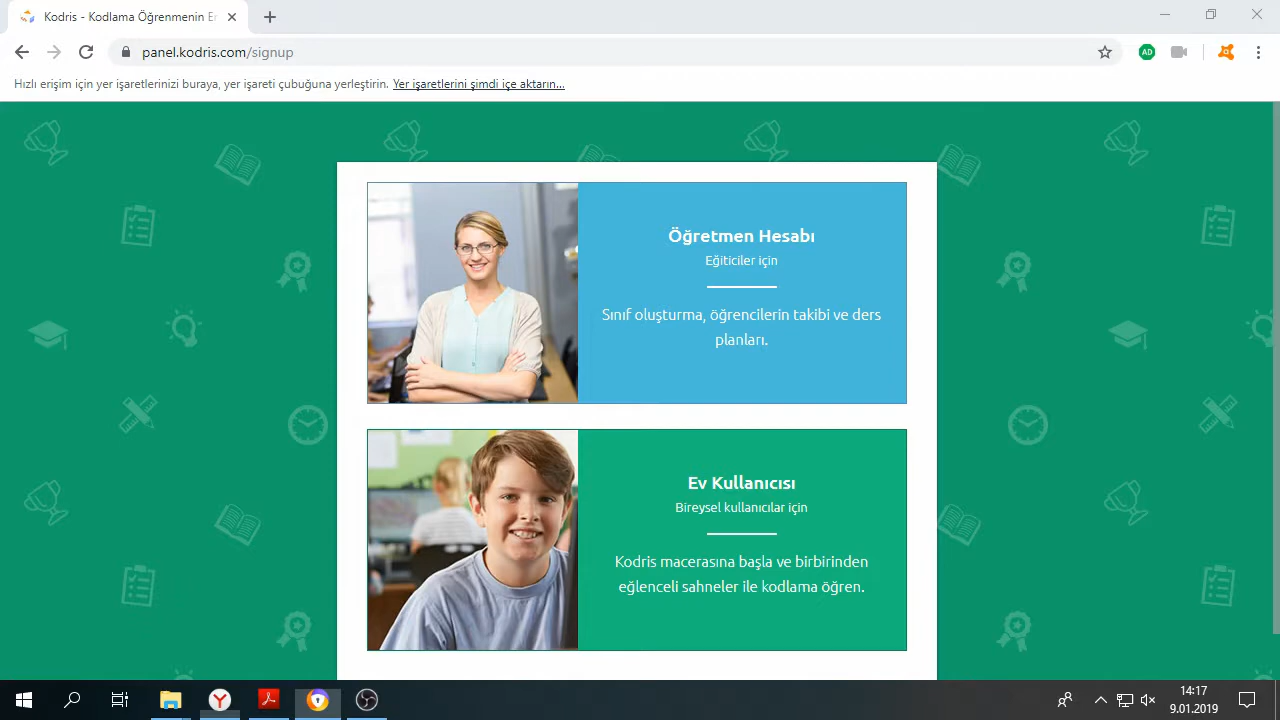 Kodris - Kodlama Öğrenmenin Er
panel.kodris.com/signup
AD
Hızlı erişim için yer işaretlerinizi buraya, yer işareti çubuğuna yerleştirin. Yer işaretlerini şimdi içe aktarın...
Öğretmen Hesabı
Eğiticiler için
Sınıf oluşturma, öğrencilerin takibi ve ders
planları.
Ev Kullanıcısı
Bireysel kullanıcılar için
Kodris macerasına başla ve birbirinden
eğlenceli sahneler ile kodlama öğren.
14:17
9.01.2019